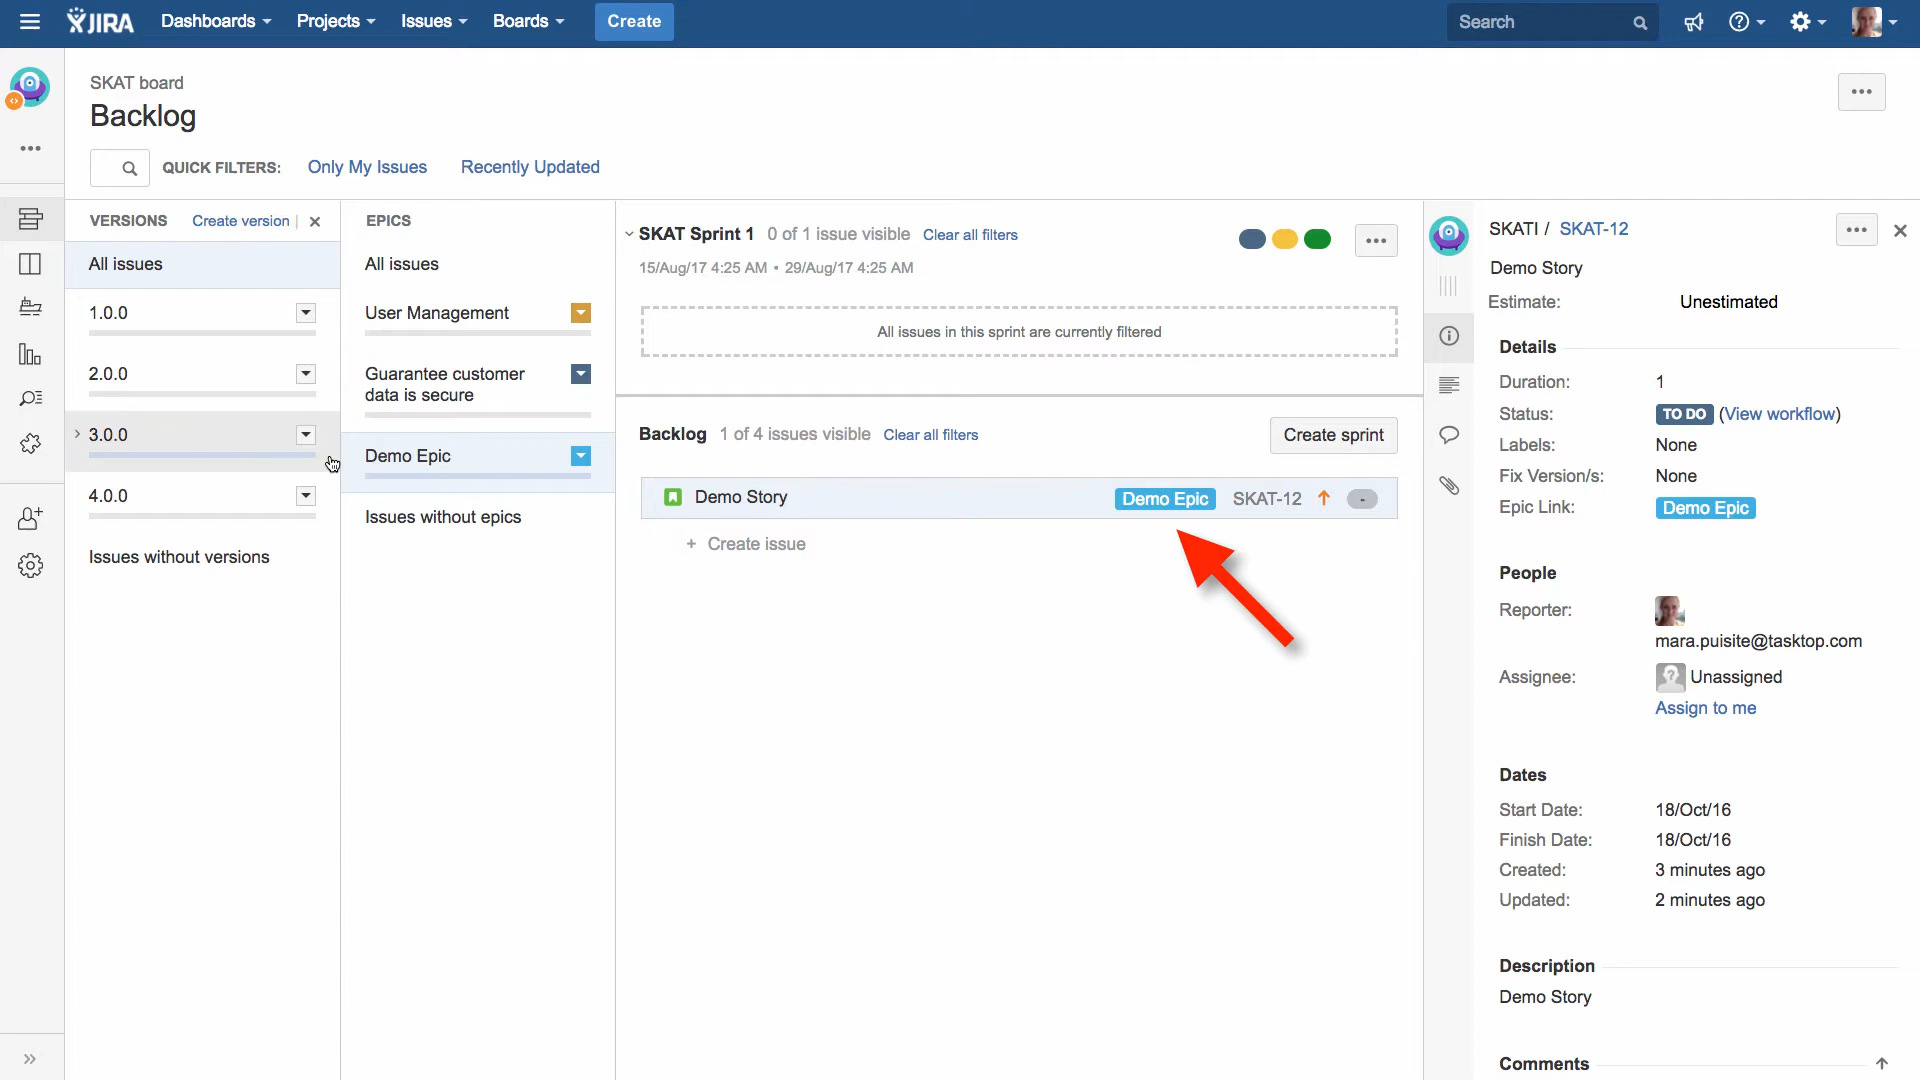 JIRA Dashboards Projects Issues Boards Create Search
SKAT board
Backlog
QUICK FILTERS: Only My Issues Recently Updated
VERSIONS Create version
All issues
1.0.0
2.0.0
3.0.0
4.0.0
Issues without versions
EPICS
All issues
User Management
Guarantee customer
data is secure
Demo Epic
Issues without epics
SKAT Sprint 1 0 of 1 issue visible Clear all filters
15/Aug/17 4:25 AM • 29/Aug/17 4:25 AM
All issues in this sprint are currently filtered
Backlog 1 of 4 issues visible Clear all filters Create sprint
Demo Story Demo Epic SKAT-12 -
+ Create issue
SKATI / SKAT-12
Demo Story
Estimate: Unestimated
Details
Duration: 1
Status: TO DO (View workflow)
Labels: None
Fix Version/s: None
Epic Link: Demo Epic
People
Reporter:
mara.puisite@tasktop.com
Assignee: Unassigned
Assign to me
Dates
Start Date: 18/Oct/16
Finish Date: 18/Oct/16
Created: 3 minutes ago
Updated: 2 minutes ago
Description
Demo Story
Comments